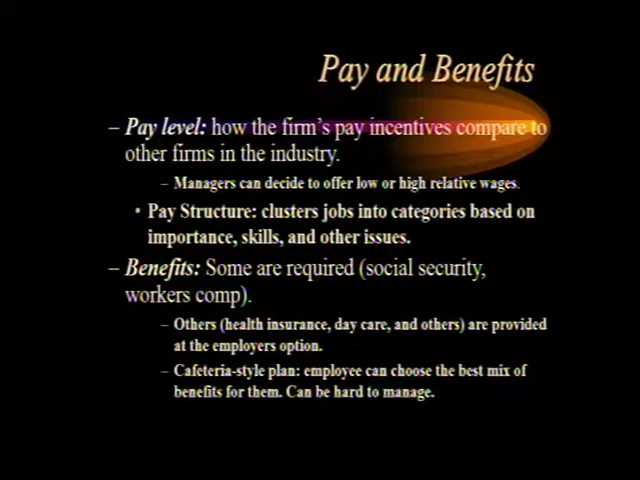 Pay and Benefits
– Pay level: how the firm's pay incentives compare to
other firms in the industry.
– Managers can decide to offer low or high relative wages.
• Pay Structure: clusters jobs into categories based on
importance, skills, and other issues.
– Benefits: Some are required (social security,
workers comp).
– Others (health insurance, day care, and others) are provided
at the employers option.
– Cafeteria-style plan: employee can choose the best mix of
benefits for them. Can be hard to manage.